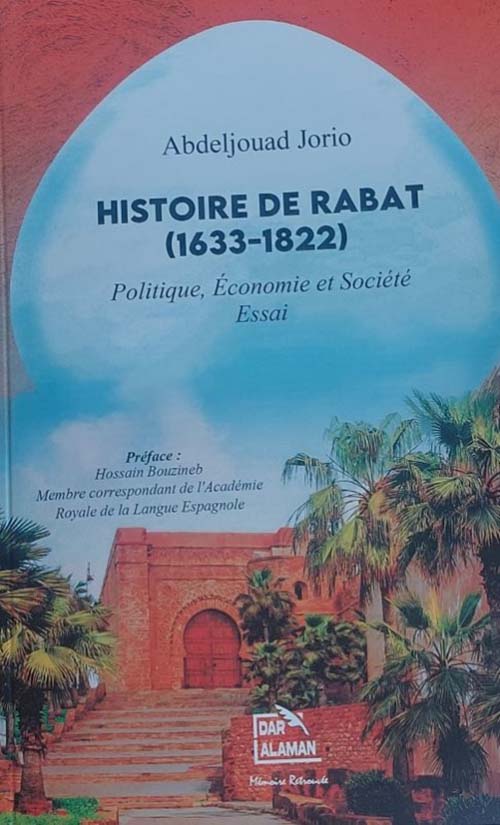 Abdeljouad Jorio
HISTOIRE DE RABAT
(1633-1822)
Politique, Économie et Société
Essai
Préface :
Hossain Bouzineb
Membre correspondant de l'Académie
Royale de la Langue Espagnole
DAR
ALAMAN
Mémoire Retrouvée